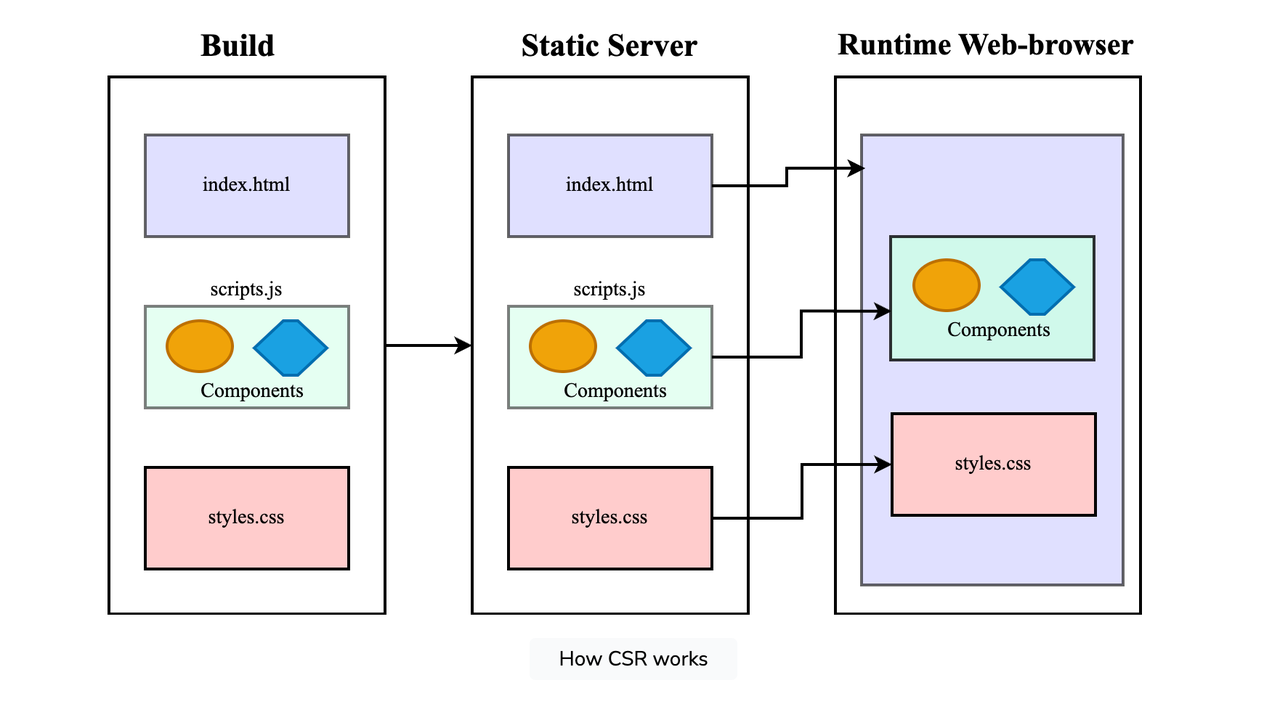 Build
index.html
scripts.js
Components
styles.css
Static Server
index.html
scripts.js
Components
styles.css
Runtime Web-browser
Components
styles.css
How CSR works